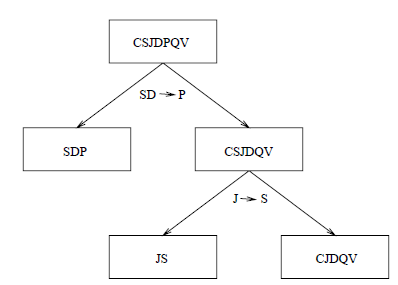 CSJDPQV
SD → P
SDP
CSJDQV
J → S
JS
CJDQV